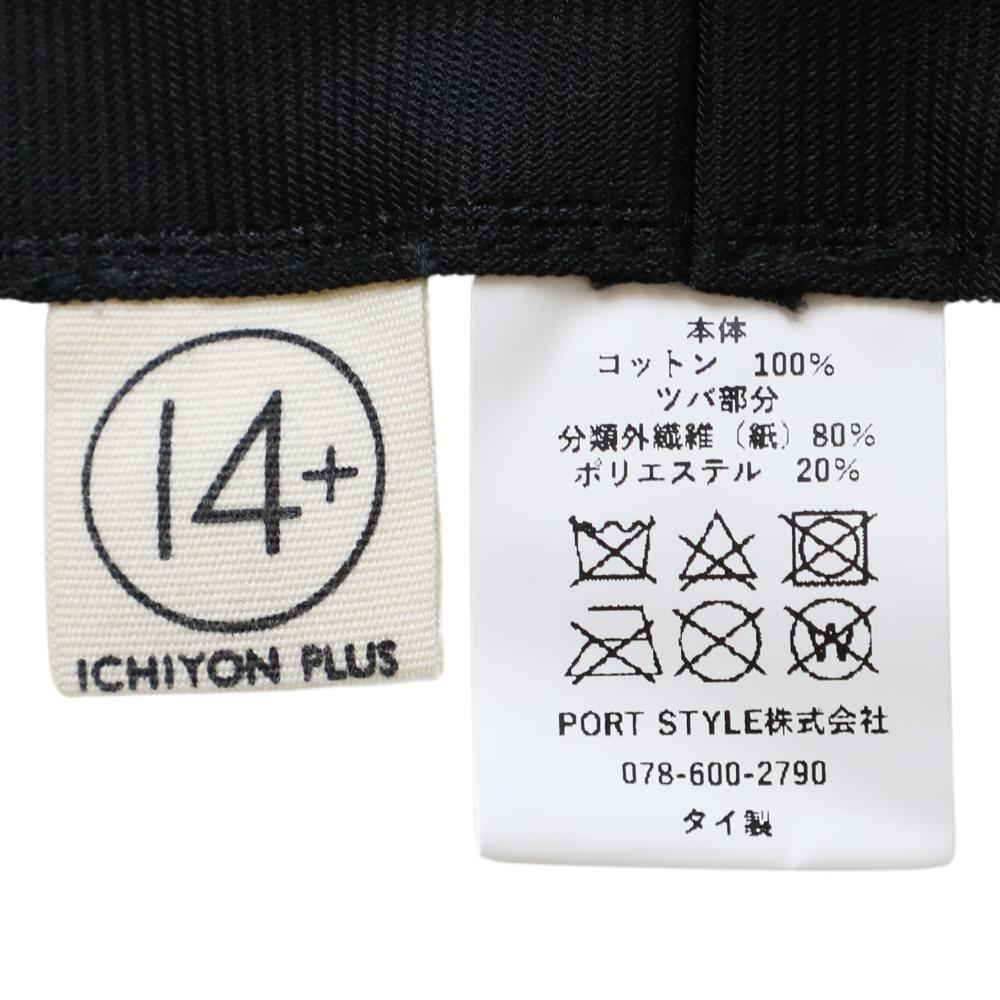 14+
ICHIYON PLUS
本体
コットン 100%
ツバ部分
分類外繊維(紙)80%
ポリエステル 20%
W
PORT STYLE株式会社
078-600-2790
タイ製